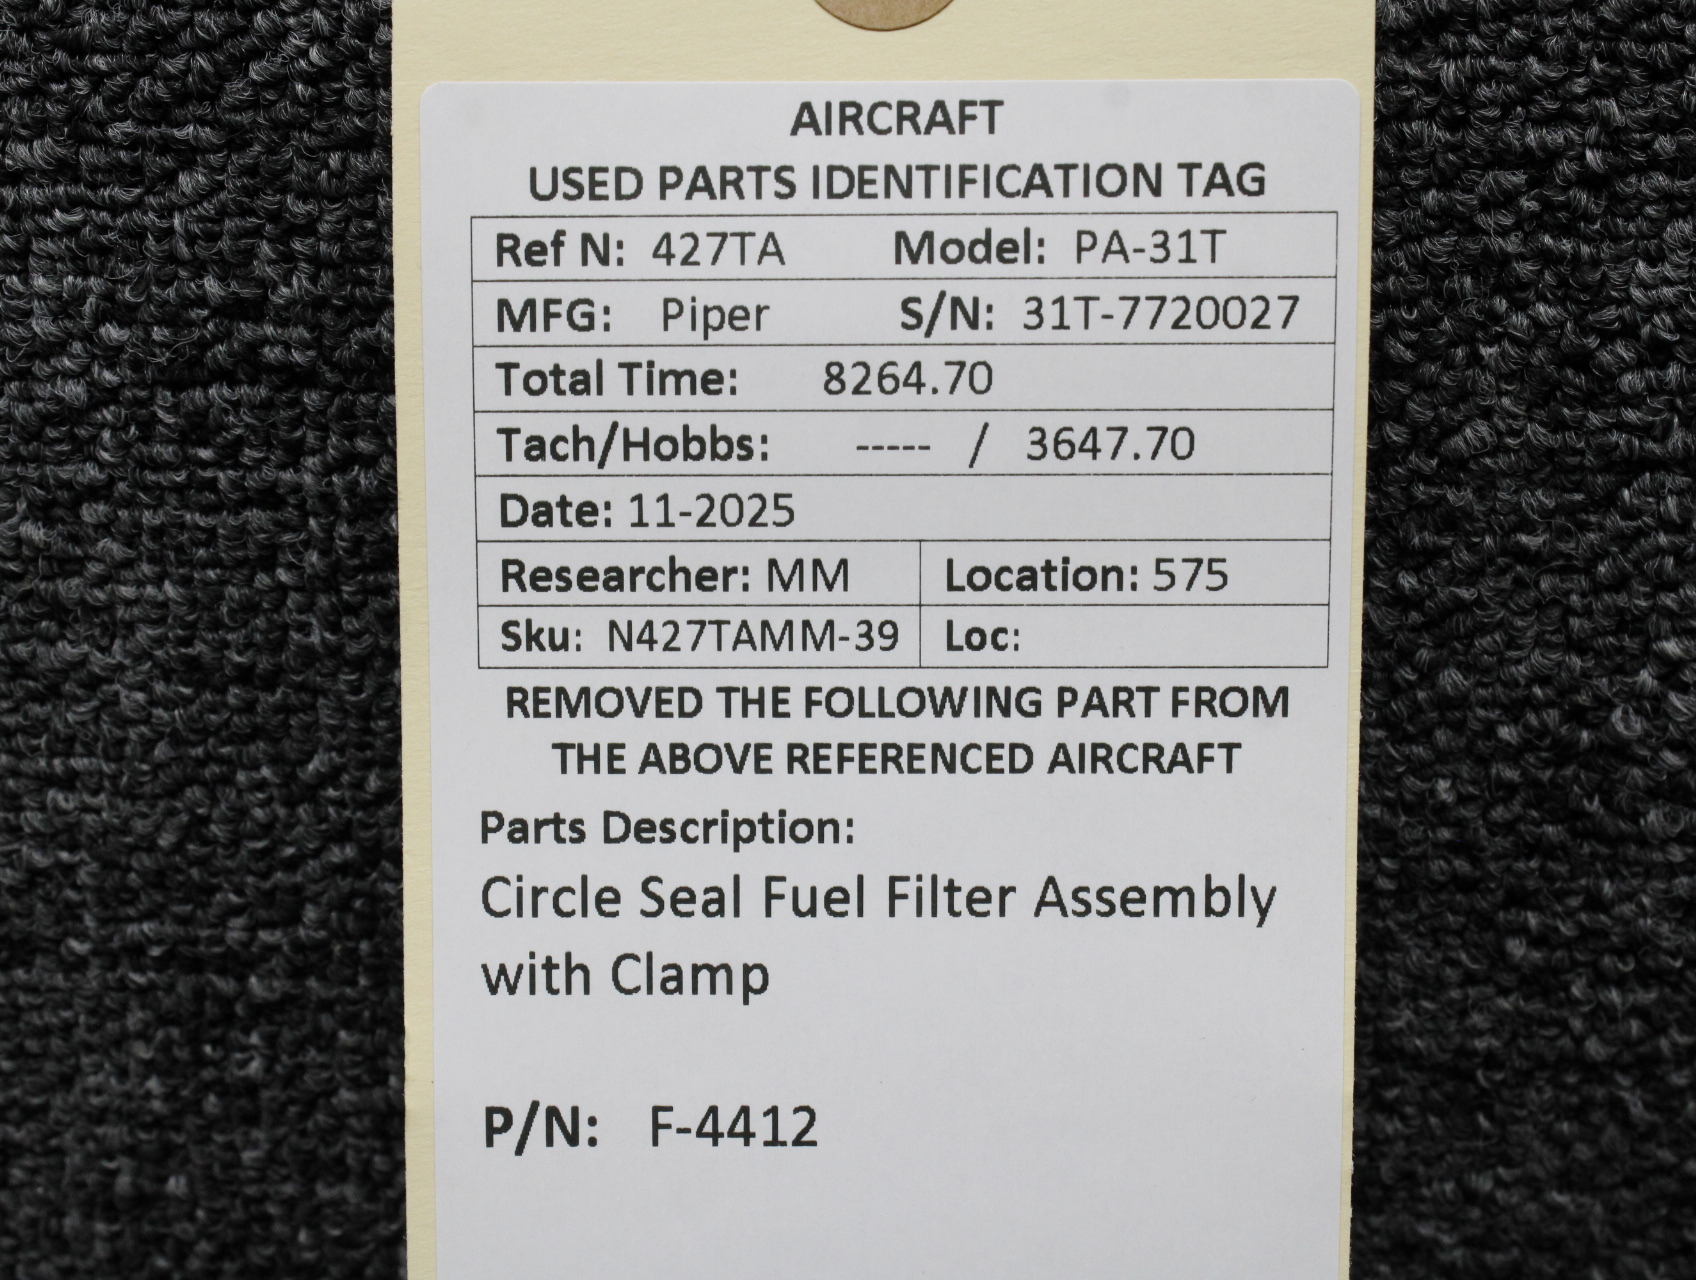 AIRCRAFT
USED PARTS IDENTIFICATION TAG
Ref N: 427TA Model: PA-31T
MFG: Piper S/N: 31T-7720027
Total Time: 8264.70
Tach/Hobbs: ----- / 3647.70
Date: 11-2025
Researcher: MM Location: 575
Sku: N427TAMM-39 Loc:
REMOVED THE FOLLOWING PART FROM
THE ABOVE REFERENCED AIRCRAFT
Parts Description:
Circle Seal Fuel Filter Assembly
with Clamp
P/N: F-4412